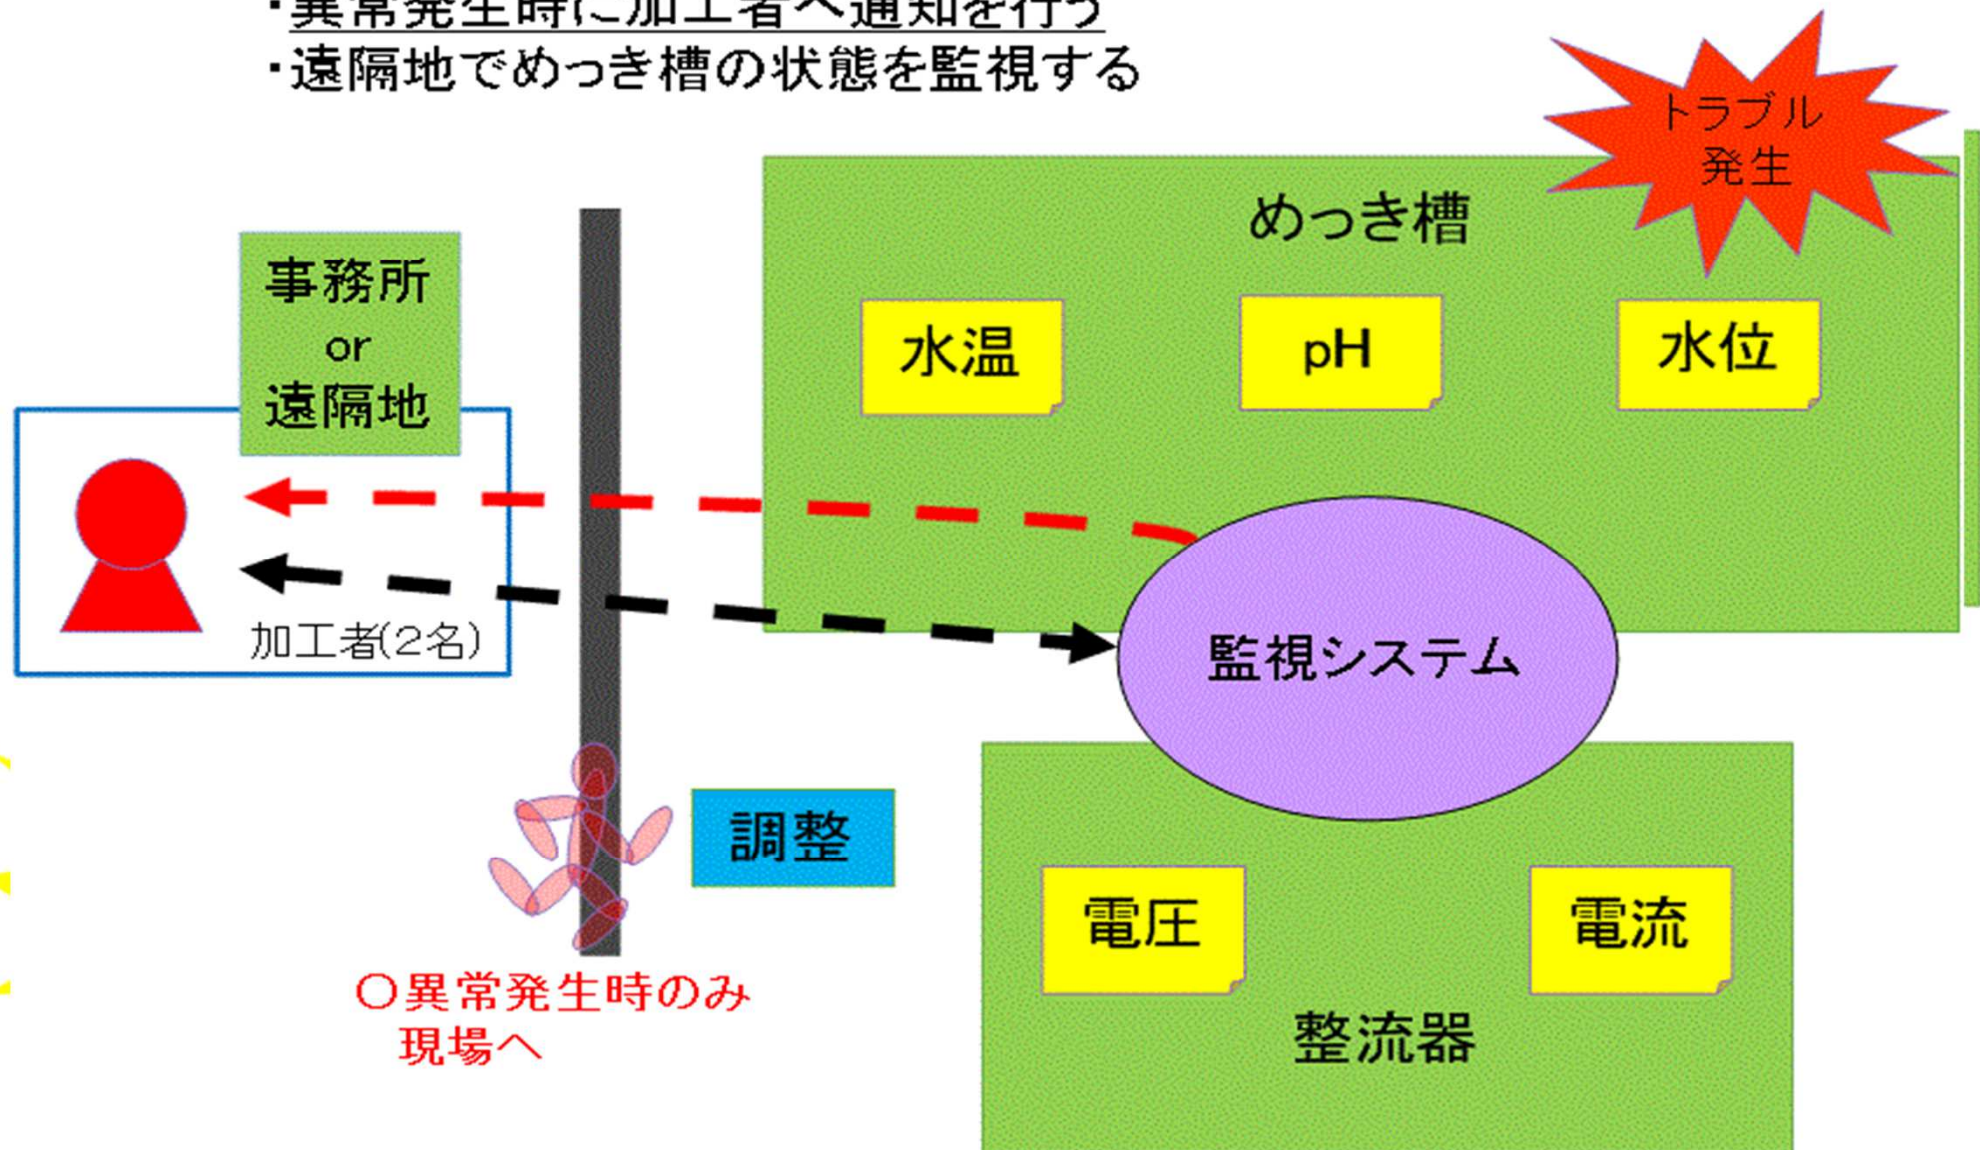 ・異常発生時に加工者へ通知を行う
・遠隔地でめっき槽の状態を監視する
トラブル
発生
めっき槽
事務所
or
遠隔地
水温
pH
水位
加工者(2名)
監視システム
調整
電圧
電流
〇異常発生時のみ
現場へ
整流器